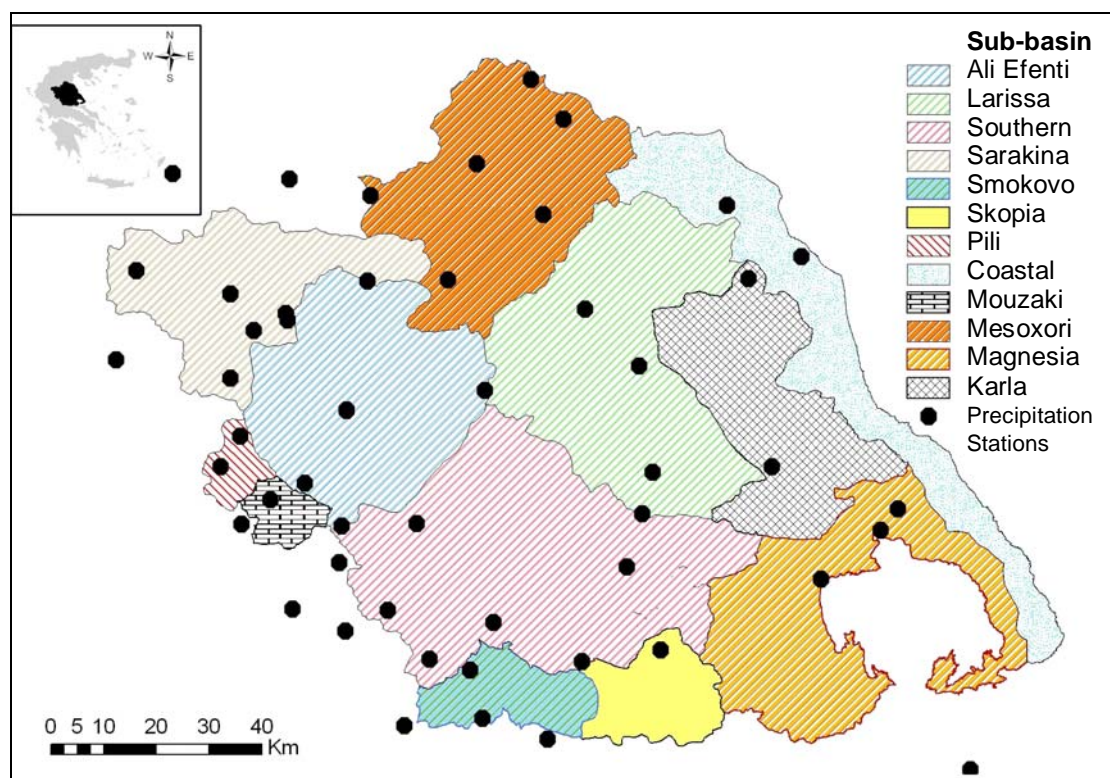 N
W E
S
Sub-basin
Ali Efenti
Larissa
Southern
Sarakina
Smokovo
Skopia
Pili
Coastal
Mouzaki
Mesoxori
Magnesia
Karla
Precipitation
Stations
0 5 10 20 30 40
Km